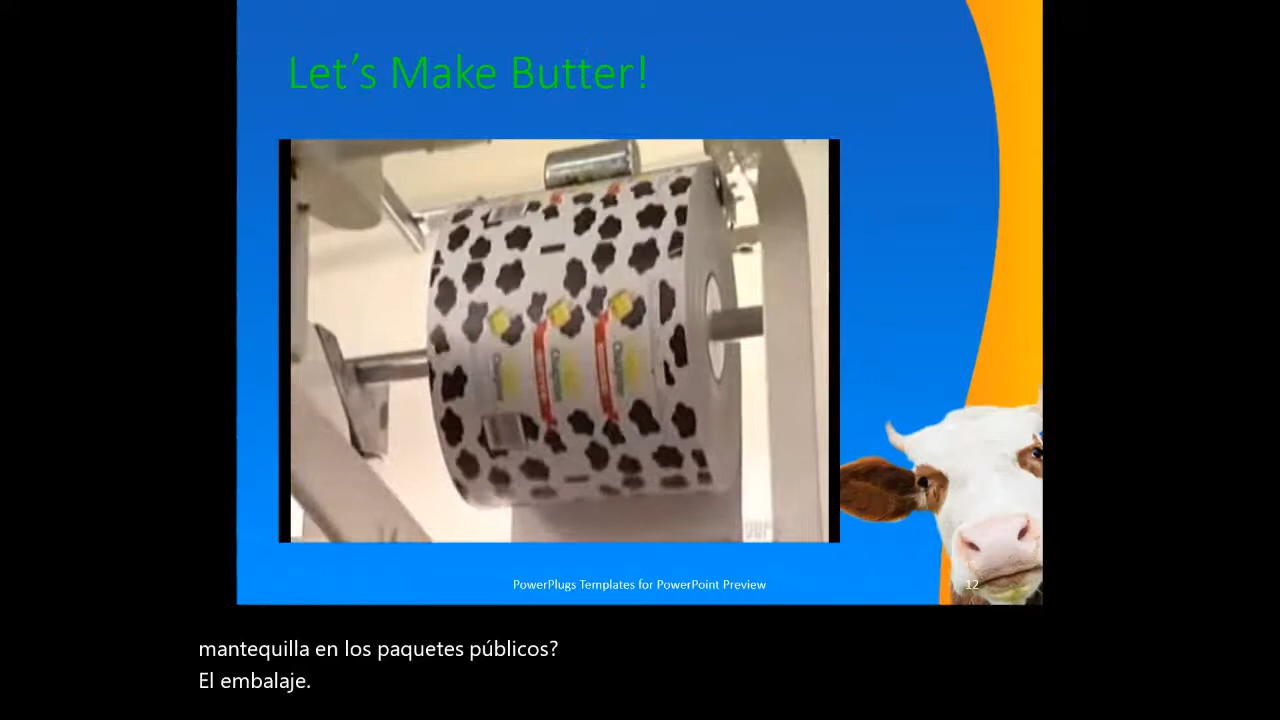 Let's Make Butter!
PowerPlugs Templates for PowerPoint Preview
12
mantequilla en los paquetes públicos?
El embalaje.